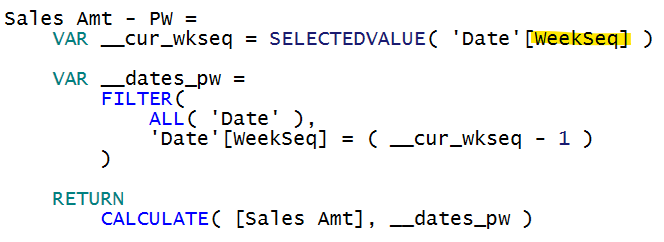 Sales Amt - PW =
    VAR __cur_wkseq = SELECTEDVALUE( 'Date'[WeekSeq] )
    VAR __dates_pw =
        FILTER(
            ALL( 'Date' ),
            'Date'[WeekSeq] = ( __cur_wkseq - 1 )
        )
    RETURN
        CALCULATE( [Sales Amt], __dates_pw )